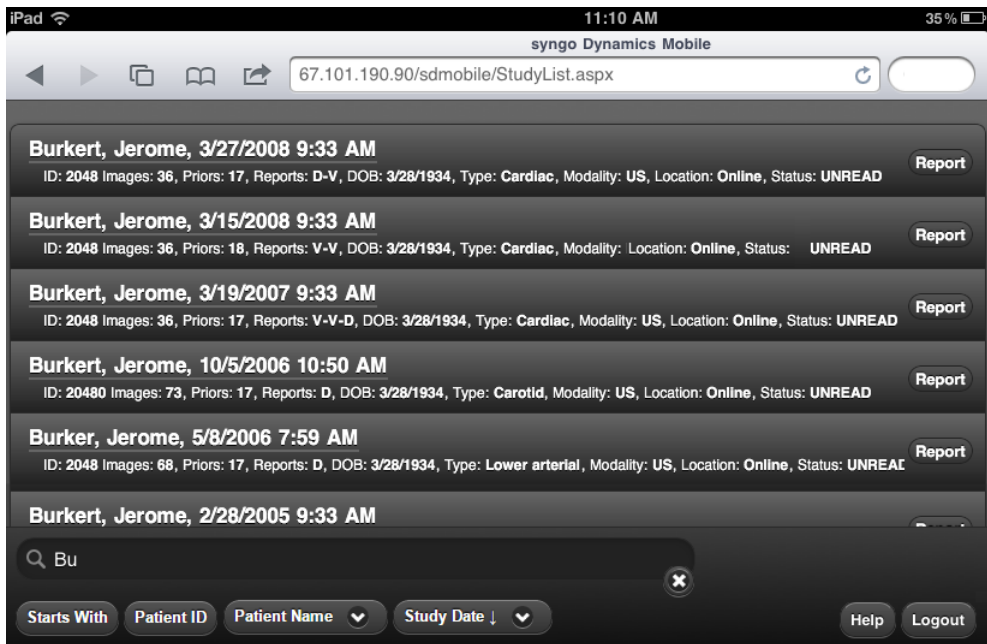 iPad 11:10 AM 35%
syngo Dynamics Mobile
67.101.190.90/sdmobile/StudyList.aspx
Burkert, Jerome, 3/27/2008 9:33 AM
ID: 2048 Images: 36, Priors: 17, Reports: D-V, DOB: 3/28/1934, Type: Cardiac, Modality: US, Location: Online, Status: UNREAD
Report
Burkert, Jerome, 3/15/2008 9:33 AM
ID: 2048 Images: 36, Priors: 18, Reports: V-V, DOB: 3/28/1934, Type: Cardiac, Modality: Location: Online, Status: UNREAD
Report
Burkert, Jerome, 3/19/2007 9:33 AM
ID: 2048 Images: 36, Priors: 17, Reports: V-V-D, DOB: 3/28/1934, Type: Cardiac, Modality: US, Location: Online, Status: UNREAD
Report
Burkert, Jerome, 10/5/2006 10:50 AM
ID: 20480 Images: 73, Priors: 17, Reports: D, DOB: 3/28/1934, Type: Carotid, Modality: US, Location: Online, Status: UNREAD
Report
Burker, Jerome, 5/8/2006 7:59 AM
ID: 2048 Images: 68, Priors: 17, Reports: D, DOB: 3/28/1934, Type: Lower arterial, Modality: US, Location: Online, Status: UNREAD
Report
Burkert, Jerome, 2/28/2005 9:33 AM
Bu
Starts With Patient ID Patient Name Study Date ↓ Help Logout